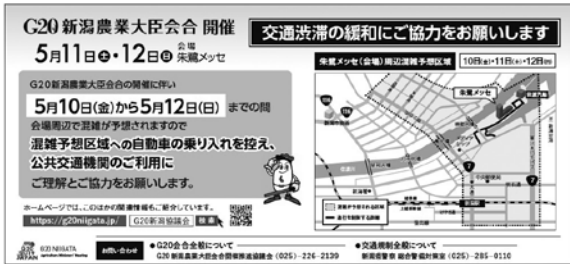 G20新潟農業大臣会合 開催
5月11日㊏・12日㊐ 会場 朱鷺メッセ
交通渋滞の緩和にご協力をお願いします
G20新潟農業大臣会合の開催に伴い
5月10日(金)から5月12日(日)までの間
会場周辺で混雑が予想されますので
混雑予想区域への自動車の乗り入れを控え、
公共交通機関のご利用に
ご理解とご協力をお願いします。
ホームページでは、このほかの関連情報もご紹介しています。
https://g20niigata.jp/ G20新潟協議会 検索
朱鷺メッセ(会場)周辺混雑予想区域 10日(金)・11日(土)・12日(日)
朱鷺メッセ
G20 NIIGATA
お問い合わせ
●G20会合全般について
G20新潟農業大臣会合開催推進協議会 (025)-226-2139
●交通規制全般について
新潟県警察 総合警備対策室 (025)-285-0110